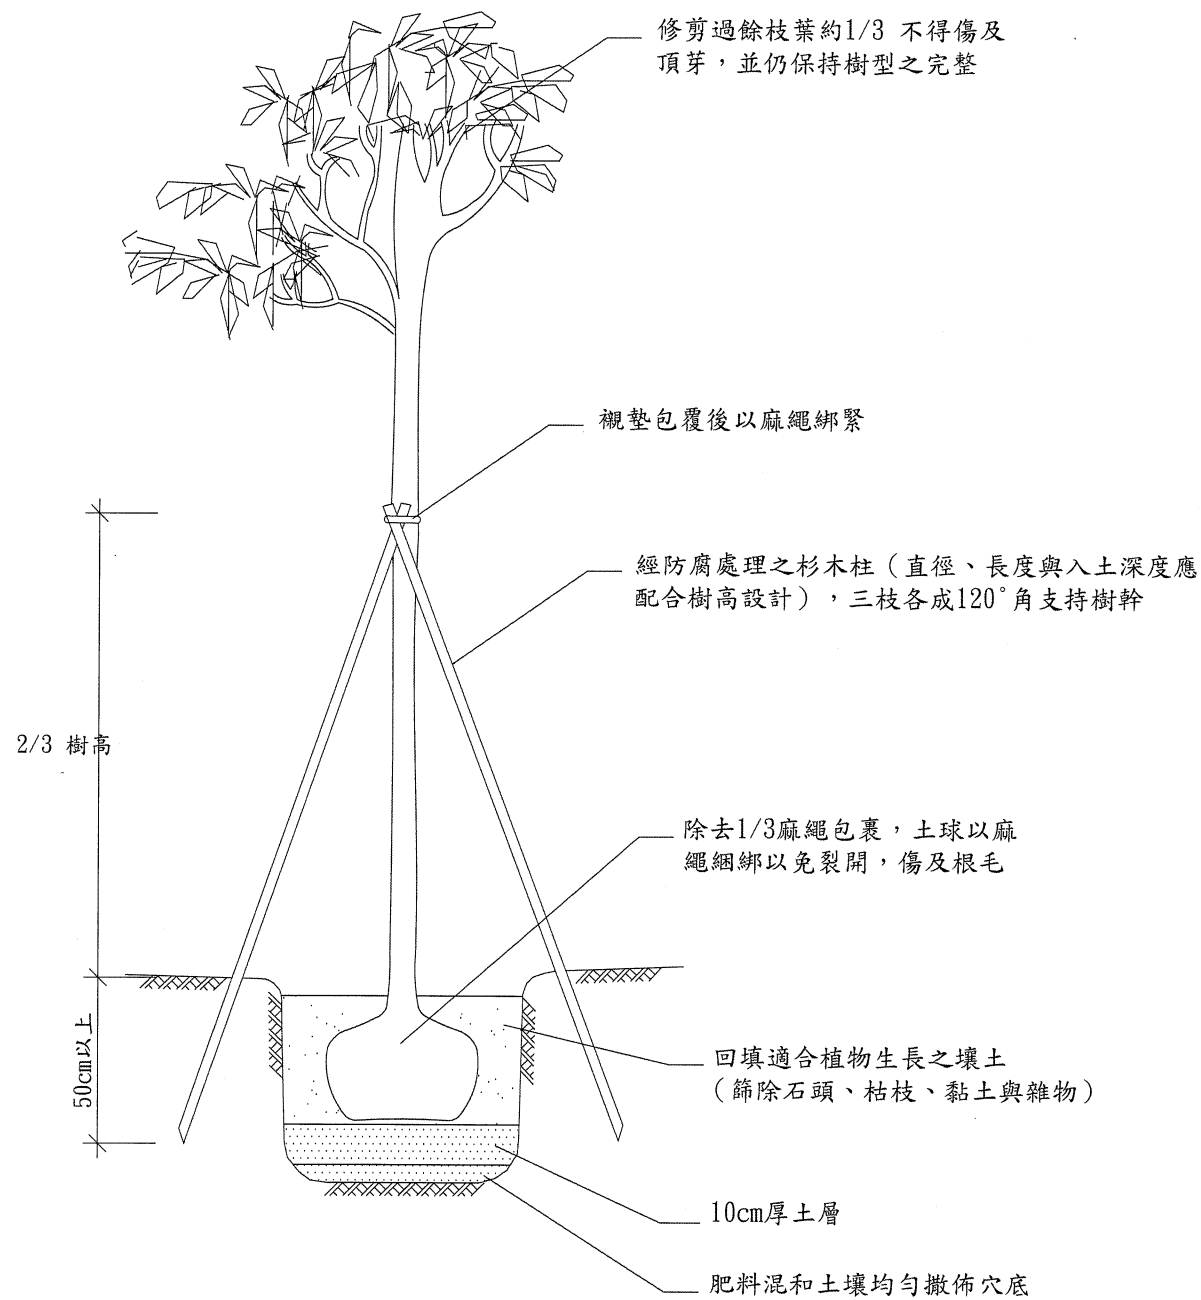 修剪過餘枝葉約1/3 不得傷及
頂芽，並仍保持樹型之完整
襯墊包覆後以麻繩綁緊
經防腐處理之杉木柱（直徑、長度與入土深度應
配合樹高設計），三枝各成120°角支持樹幹
2/3 樹高
除去1/3麻繩包裹，土球以麻
繩綑綁以免裂開，傷及根毛
50cm以上
回填適合植物生長之壤土
（篩除石頭、枯枝、黏土與雜物）
10cm厚土層
肥料混和土壤均勻撒佈穴底